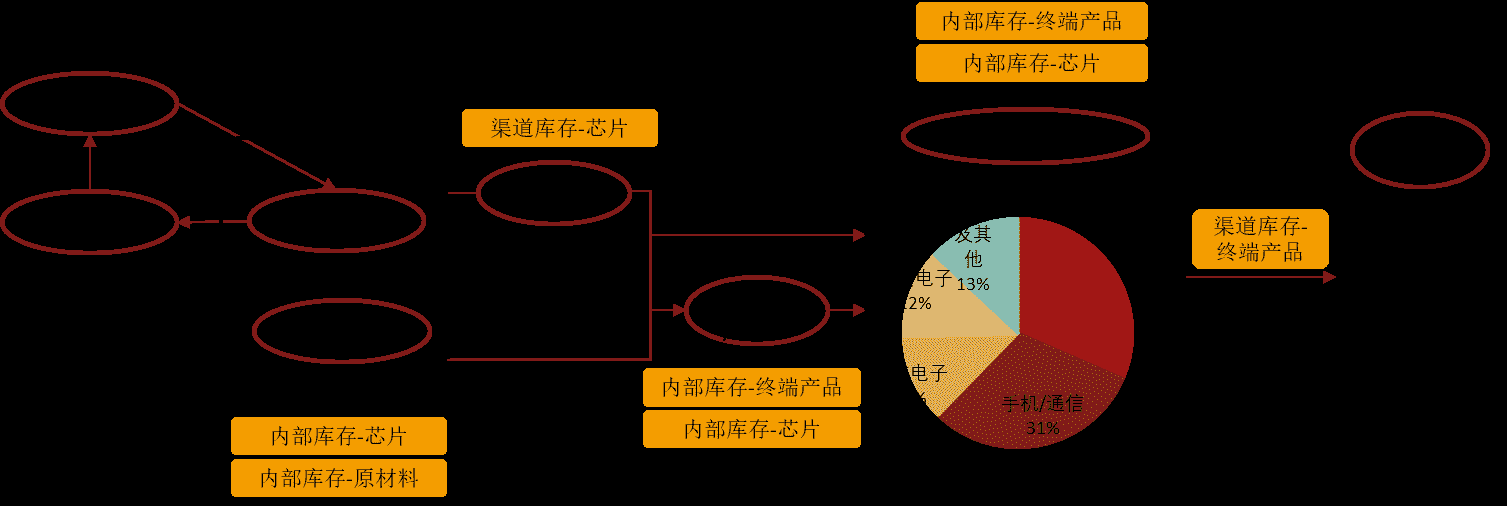 内部库存-终端产品
内部库存-芯片
渠道库存-芯片
渠道库存-
终端产品
及其
他
13%
电子
2%
电子
手机/通信
31%
内部库存-终端产品
内部库存-芯片
内部库存-芯片
内部库存-原材料